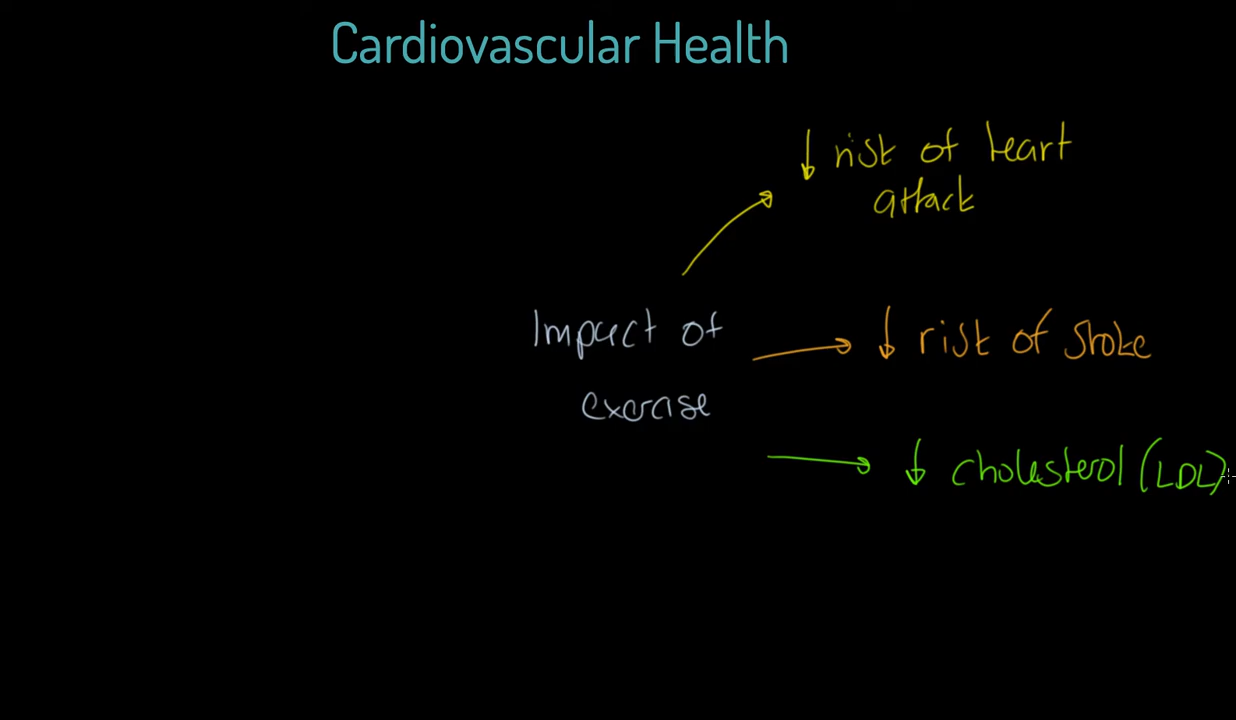 Cardiovascular Health
↓ risk of heart
attack
Impact of
exercise
↓ risk of stroke
↓ cholesterol (LDL)